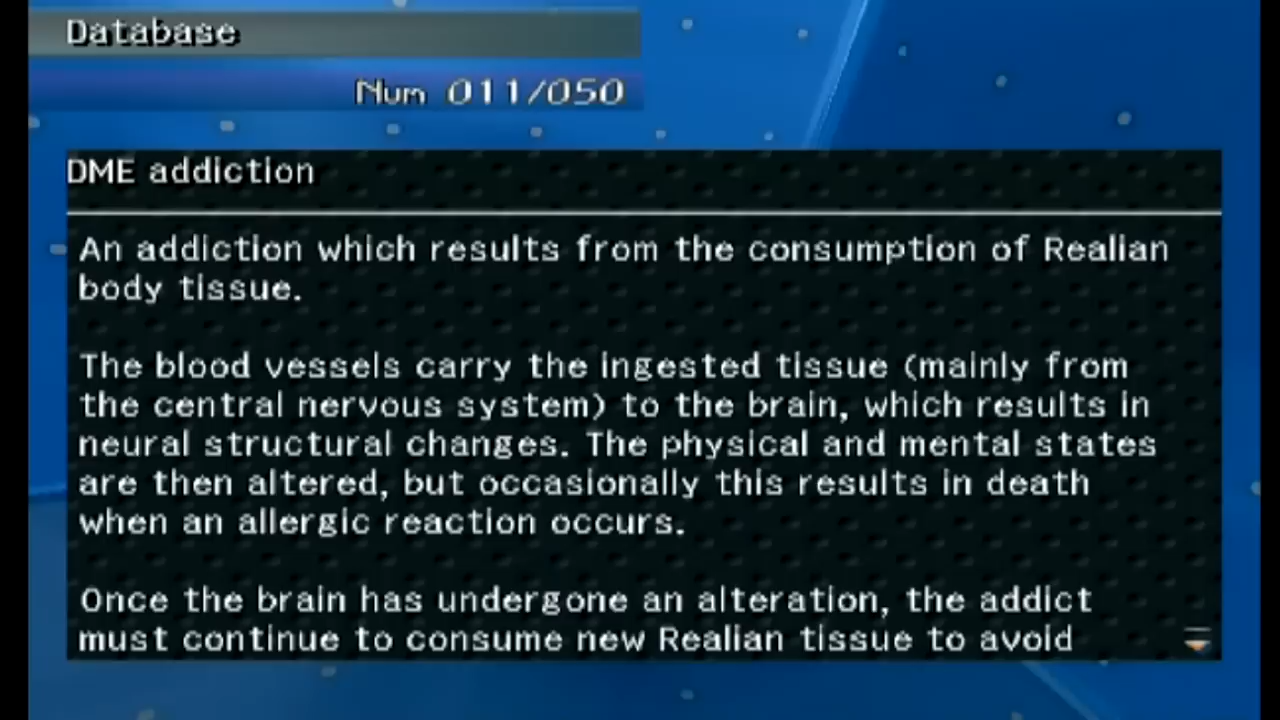 Database
Num 011/050
DME addiction
An addiction which results from the consumption of Realian
body tissue.
The blood vessels carry the ingested tissue (mainly from
the central nervous system) to the brain, which results in
neural structural changes. The physical and mental states
are then altered, but occasionally this results in death
when an allergic reaction occurs.
Once the brain has undergone an alteration, the addict
must continue to consume new Realian tissue to avoid